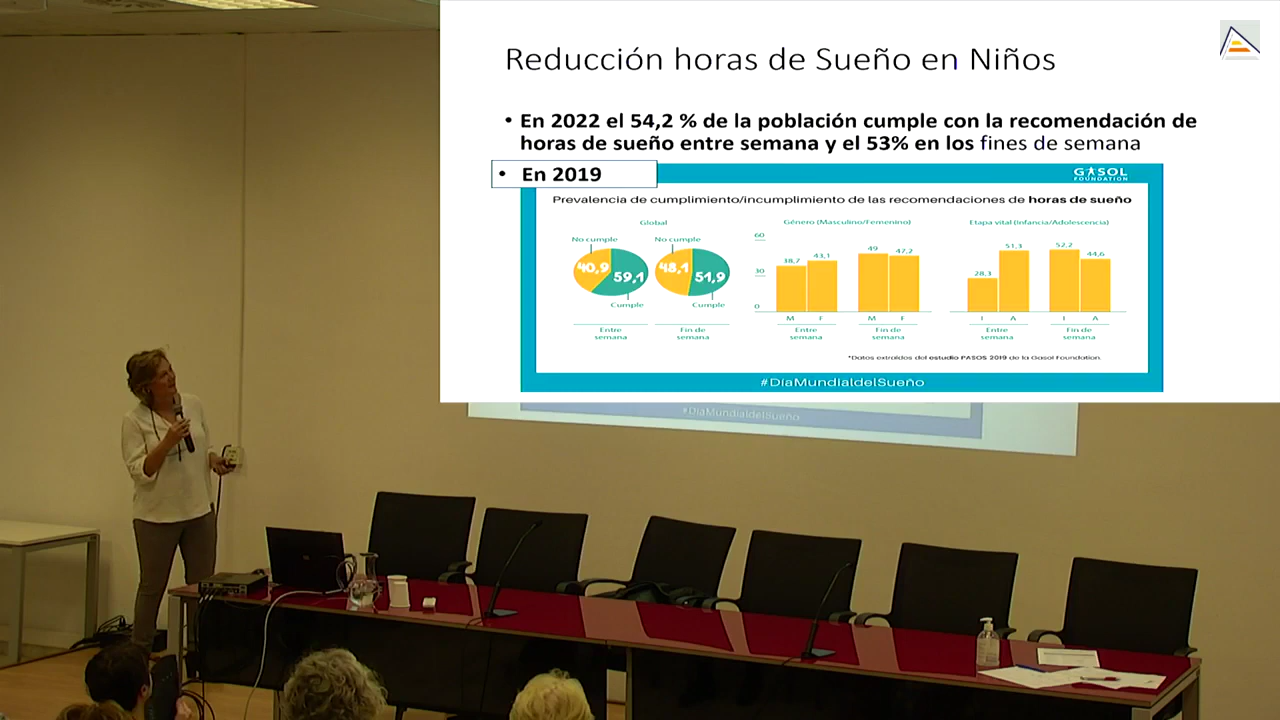 Reducción horas de Sueño en Niños
• En 2022 el 54,2 % de la población cumple con la recomendación de
horas de sueño entre semana y el 53% en los fines de semana
• En 2019
GASOL
FOUNDATION
Prevalencia de cumplimiento/incumplimiento de las recomendaciones de horas de sueño
Global
No cumple No cumple
40,9 59,1 48,1 51,9
Cumple Cumple
Entre semana Fin de semana
Género (Masculino/Femenino)
60
30
0
38,7 43,1 49 47,2
M F M F
Entre semana Fin de semana
Etapa vital (Infancia/Adolescencia)
28,3 51,3 52,2 44,6
I A I A
Entre semana Fin de semana
*Datos extraídos del estudio PASOS 2019 de la Gasol Foundation.
#DíaMundialdelSueño
#DíaMundialdelSueño